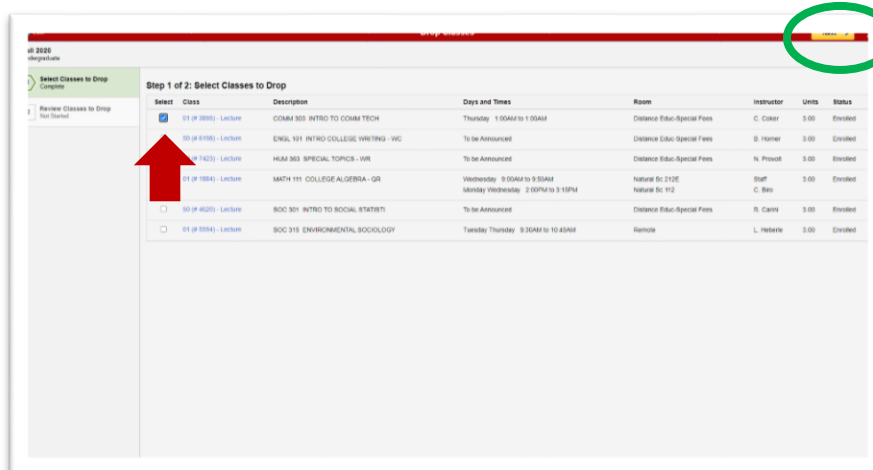 Drop Classes
Next
all 2020
ndergraduate
Select Classes to Drop
Complete
Review Classes to Drop
Not Started
Step 1 of 2: Select Classes to Drop
Select Class Description Days and Times Room Instructor Units Status
01 (# 3895) - Lecture COMM 303 INTRO TO COMM TECH Thursday 1:00AM to 1:00AM Distance Educ-Special Fees C. Coker 3.00 Enrolled
50 (# 6198) - Lecture ENGL 101 INTRO COLLEGE WRITING - WC To be Announced Distance Educ-Special Fees B. Horner 3.00 Enrolled
(# 7423) - Lecture HUM 363 SPECIAL TOPICS - WR To be Announced Distance Educ-Special Fees N. Provolt 3.00 Enrolled
01 (# 1884) - Lecture MATH 111 COLLEGE ALGEBRA - QR Wednesday 9:00AM to 9:50AM Natural Sc 212E Staff 3.00 Enrolled
Monday Wednesday 2:00PM to 3:15PM Natural Sc 112 C. Biro
50 (# 4620) - Lecture SOC 301 INTRO TO SOCIAL STATISTI To be Announced Distance Educ-Special Fees R. Carini 3.00 Enrolled
01 (# 5594) - Lecture SOC 315 ENVIRONMENTAL SOCIOLOGY Tuesday Thursday 9:30AM to 10:45AM Remote L. Heberle 3.00 Enrolled